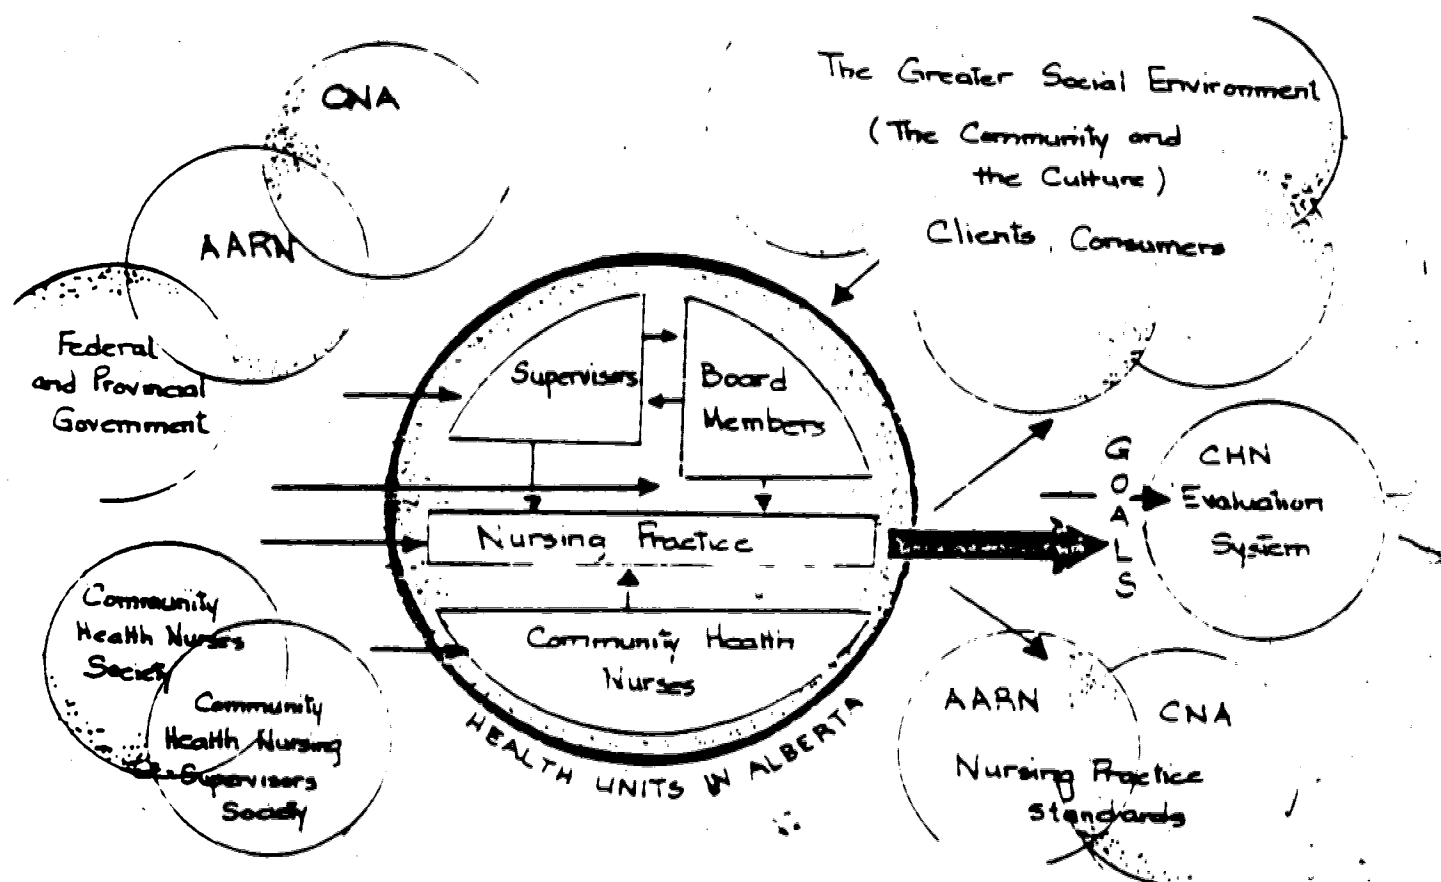 CNA
AARN
Federal
and Provincial
Government
The Greater Social Environment
(The Community and
the Culture)
Clients, Consumers
Supervisors
Board
Members
Nursing Practice
Community Health
Nurses
HEALTH UNITS IN ALBERTA
Community
Health Nurses
Society
Community
Health Nursing
Supervisors
Society
GOALS
CHN
Evaluation
System
AARN
CNA
Nursing Practice
Standards